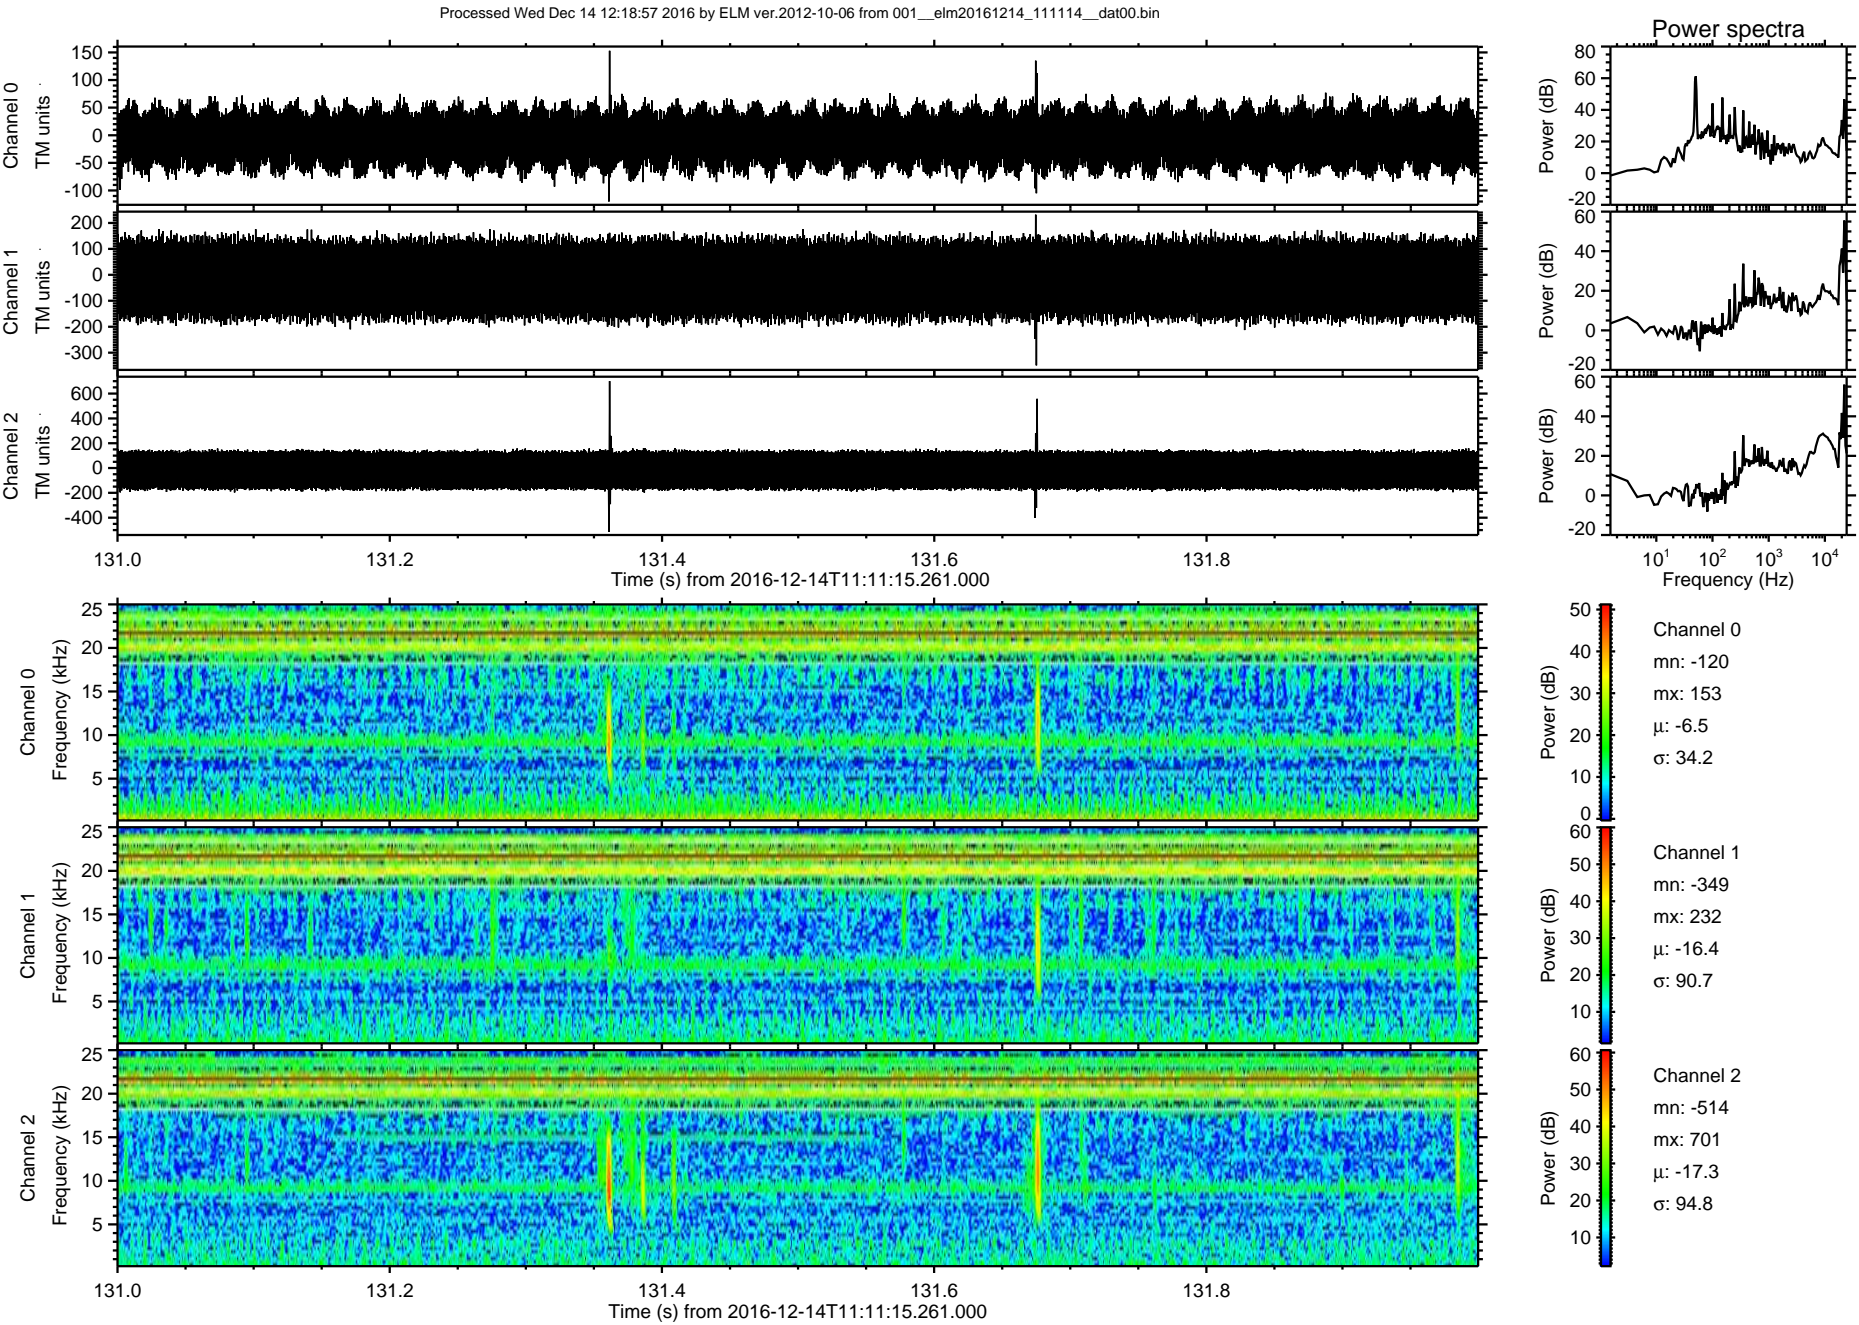 Processed Wed Dec 14 12:18:57 2016 by ELM ver.2012-10-06 from 001__elm20161214_111114__dat00.bin
Power spectra
Channel 0
TM units
150
100
50
0
-50
-100
Power (dB)
80
60
40
20
0
-20
Channel 1
TM units
200
100
0
-100
-200
-300
Power (dB)
60
40
20
0
-20
Channel 2
TM units
600
400
200
0
-200
-400
Power (dB)
60
40
20
0
-20
131.0 131.2 131.4 131.6 131.8
Time (s) from 2016-12-14T11:11:15.261.000
10¹ 10² 10³ 10⁴
Frequency (Hz)
Channel 0
Frequency (kHz)
25
20
15
10
5
Power (dB)
50
40
30
20
10
0
Channel 0
mn: -120
mx: 153
μ: -6.5
σ: 34.2
Channel 1
Frequency (kHz)
25
20
15
10
5
Power (dB)
60
50
40
30
20
10
Channel 1
mn: -349
mx: 232
μ: -16.4
σ: 90.7
Channel 2
Frequency (kHz)
25
20
15
10
5
Power (dB)
60
50
40
30
20
10
Channel 2
mn: -514
mx: 701
μ: -17.3
σ: 94.8
131.0 131.2 131.4 131.6 131.8
Time (s) from 2016-12-14T11:11:15.261.000